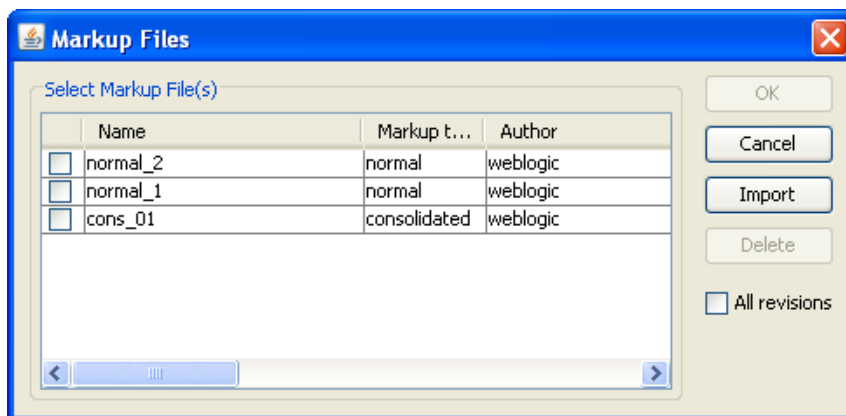 Markup Files
Select Markup File(s)
Name Markup t... Author
normal_2 normal weblogic
normal_1 normal weblogic
cons_01 consolidated weblogic
OK
Cancel
Import
Delete
All revisions